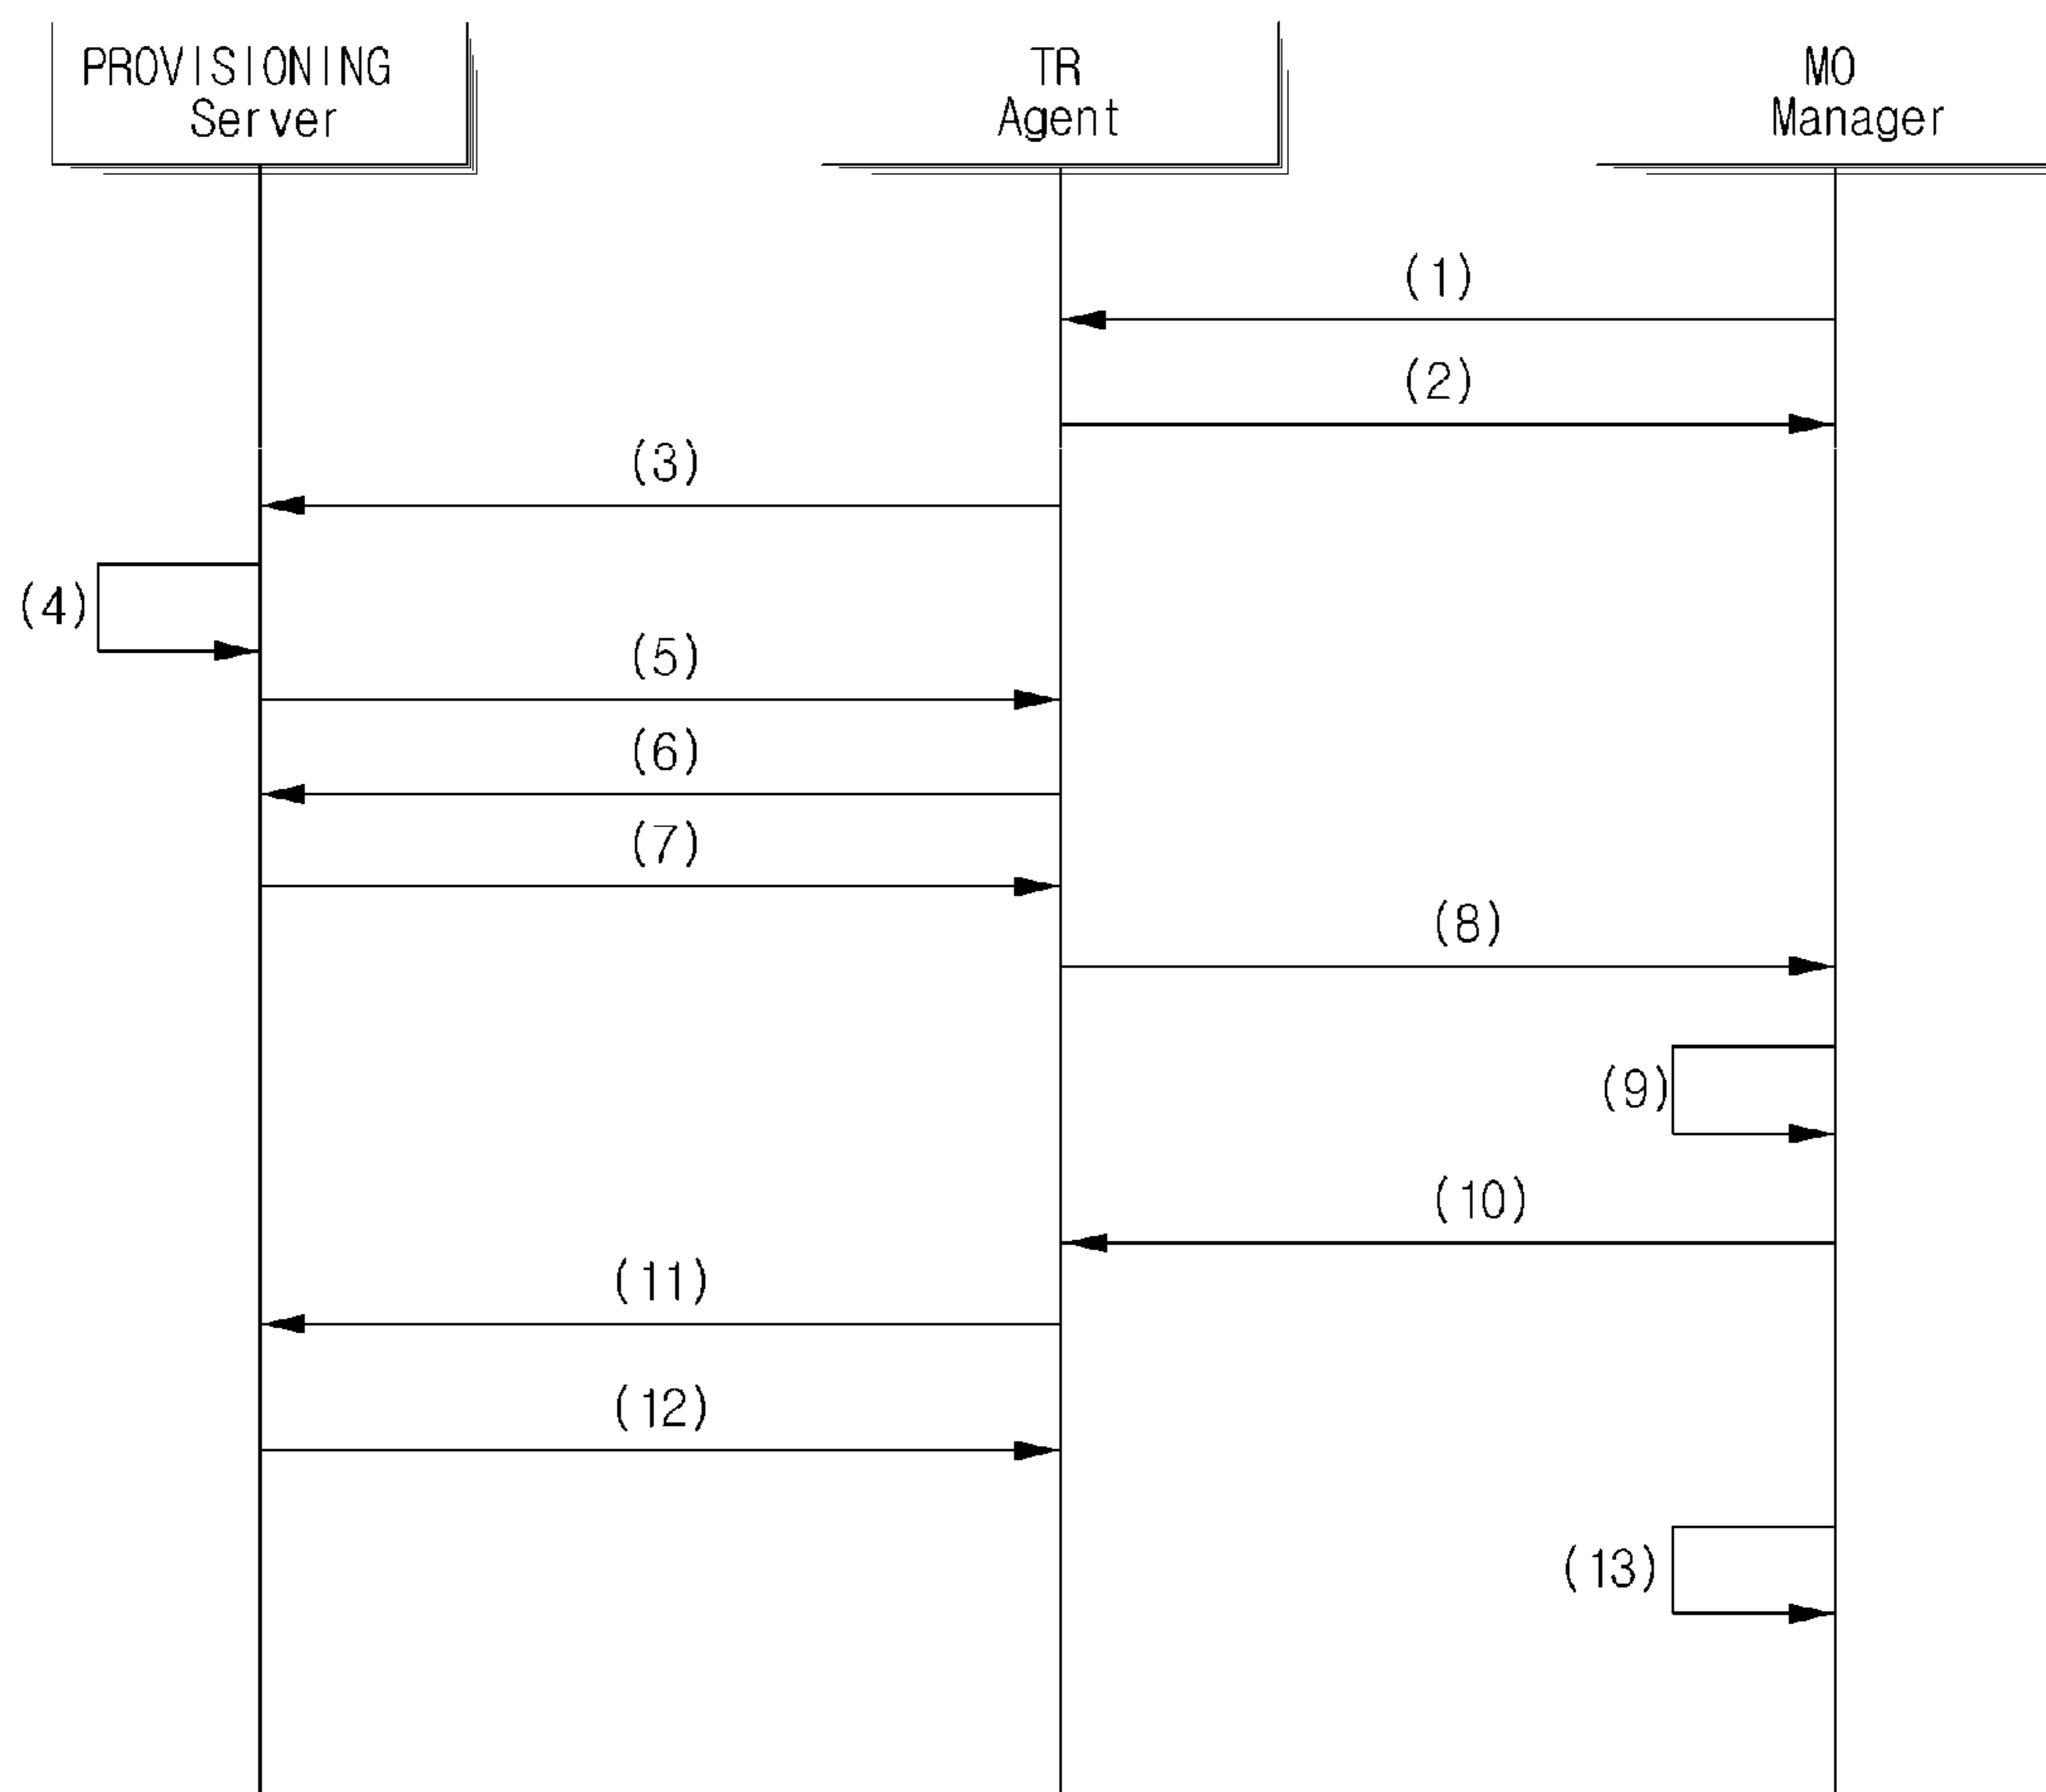 PROVISIONING
Server
TR
Agent
MO
Manager
(1)
(2)
(3)
(4)
(5)
(6)
(7)
(8)
(9)
(10)
(11)
(12)
(13)